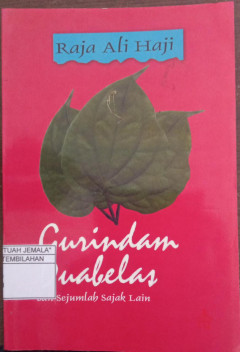 Raja Ali Haji
Gurindam
Duabelas
dan Sejumlah Sajak Lain
TUAH JEMALA"
TEMBILAHAN